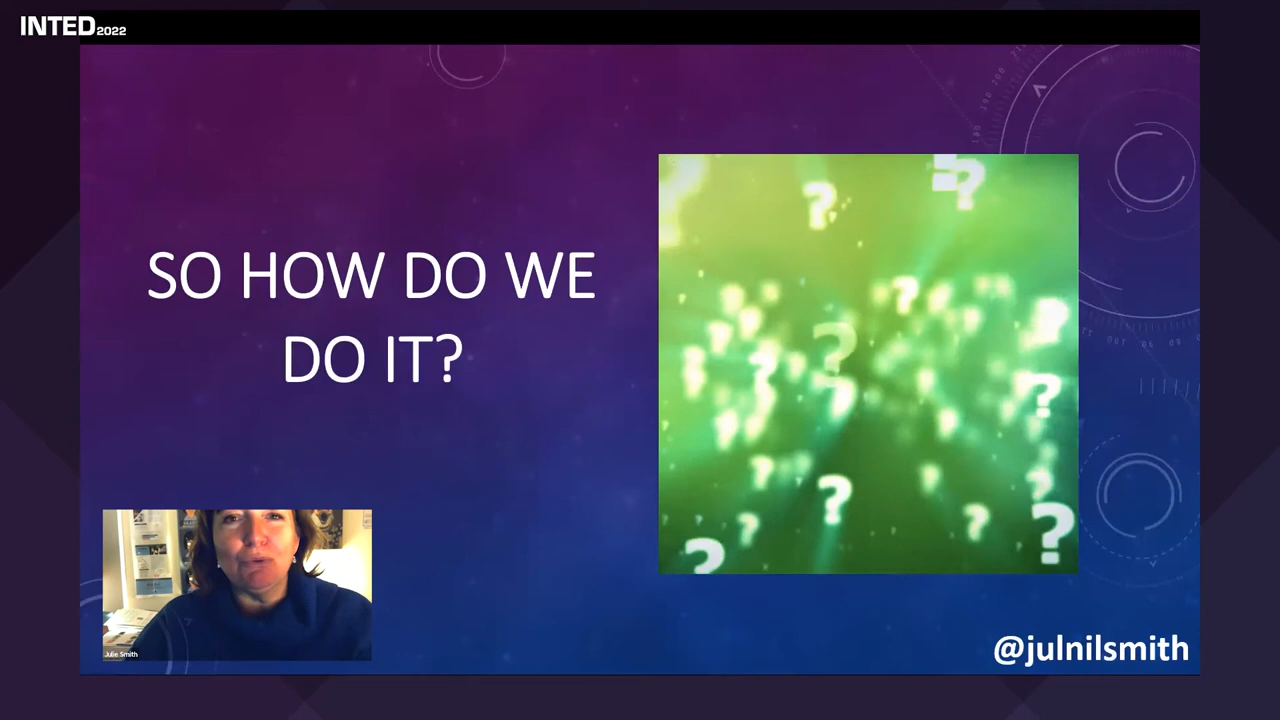 INTED2022
SO HOW DO WE
DO IT?
Julie Smith
@julnilsmith